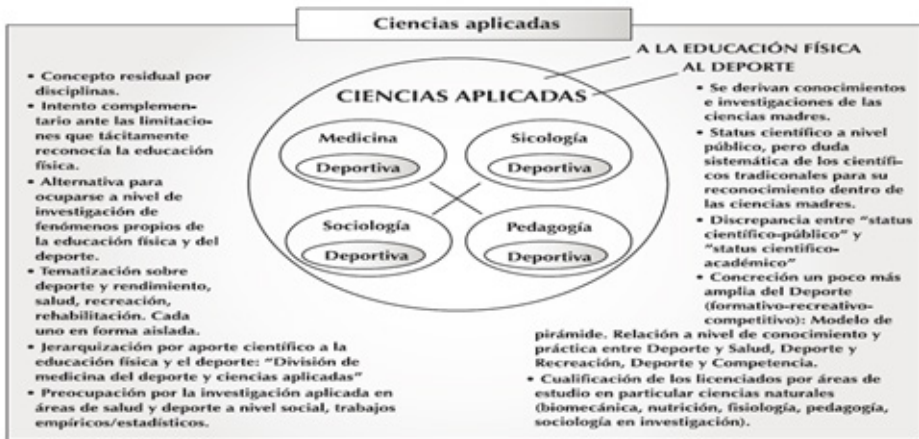 Ciencias aplicadas
A LA EDUCACIÓN FÍSICA
AL DEPORTE
• Concepto residual por
disciplinas.
• Intento complemen-
tario ante las limitacio-
nes que tácitamente
reconocía la educación
física.
• Alternativa para
ocuparse a nivel de
investigación de
fenómenos propios de
la educación física y del
deporte.
• Tematización sobre
deporte y rendimiento,
salud, recreación,
rehabilitación. Cada
uno en forma aislada.
• Jerarquización por aporte científico a la
educación física y el deporte: "División de
medicina del deporte y ciencias aplicadas"
• Preocupación por la investigación aplicada en
áreas de salud y deporte a nivel social, trabajos
empíricos/estadísticos.
CIENCIAS APLICADAS
Medicina
Deportiva
Sicología
Deportiva
Sociología
Deportiva
Pedagogía
Deportiva
• Se derivan conocimientos
e investigaciones de las
ciencias madres.
• Status científico a nivel
público, pero duda
sistemática de los científi-
cos tradiconales para su
reconocimiento dentro de
las ciencias madres.
• Discrepancia entre "status
científico-público" y
"status cientifico-
académico"
• Concreción un poco más
amplia del Deporte
(formativo-recreativo-
competitivo): Modelo de
pirámide. Relación a nivel de conocimiento y
práctica entre Deporte y Salud, Deporte y
Recreación, Deporte y Competencia.
• Cualificación de los licenciados por áreas de
estudio en particular ciencias naturales
(biomecánica, nutrición, fisiología, pedagogía,
sociología en investigación).